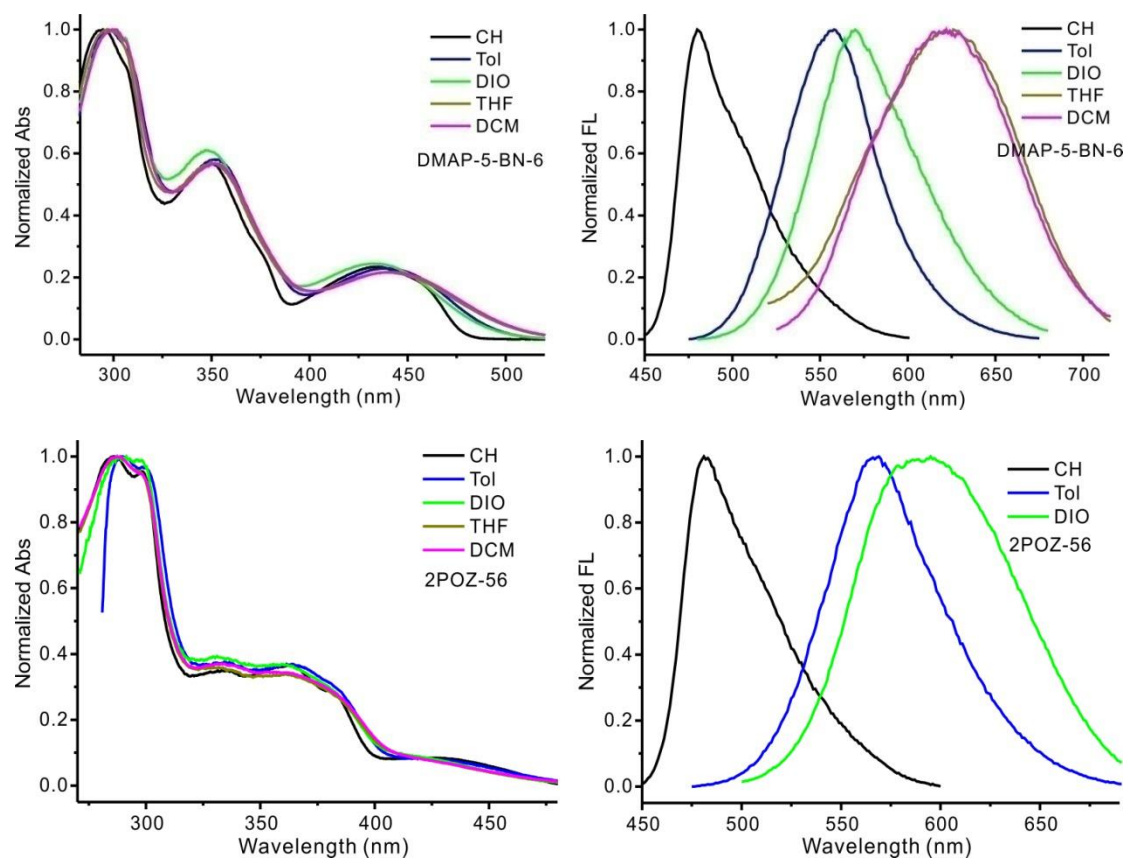 Normalized Abs
1.0
0.8
0.6
0.4
0.2
0.0
CH
Tol
DIO
THF
DCM
DMAP-5-BN-6
300 350 400 450 500
Wavelength (nm)
Normalized FL
1.0
0.8
0.6
0.4
0.2
0.0
CH
Tol
DIO
THF
DCM
DMAP-5-BN-6
450 500 550 600 650 700
Wavelength (nm)
Normalized Abs
1.0
0.8
0.6
0.4
0.2
0.0
CH
Tol
DIO
THF
DCM
2POZ-56
300 350 400 450
Wavelength (nm)
Normalized FL
1.0
0.8
0.6
0.4
0.2
0.0
CH
Tol
DIO
2POZ-56
450 500 550 600 650
Wavelength (nm)